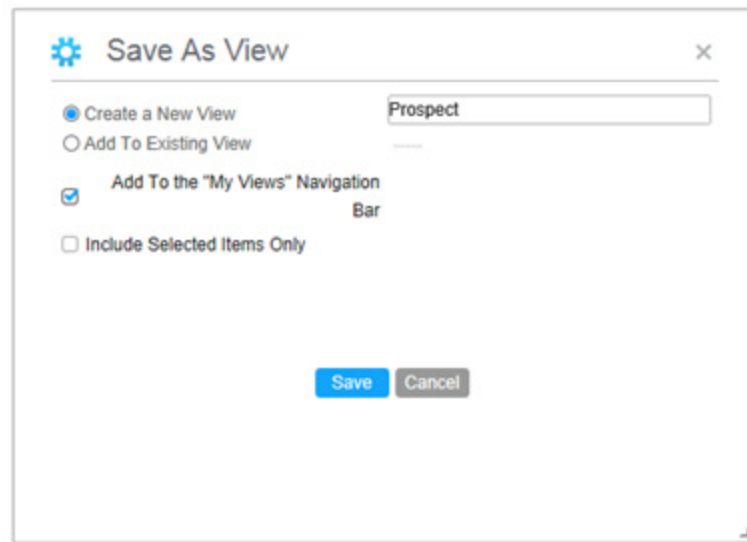 Save As View
Create a New View
Prospect
Add To Existing View
-----
Add To the "My Views" Navigation
Bar
Include Selected Items Only
Save
Cancel